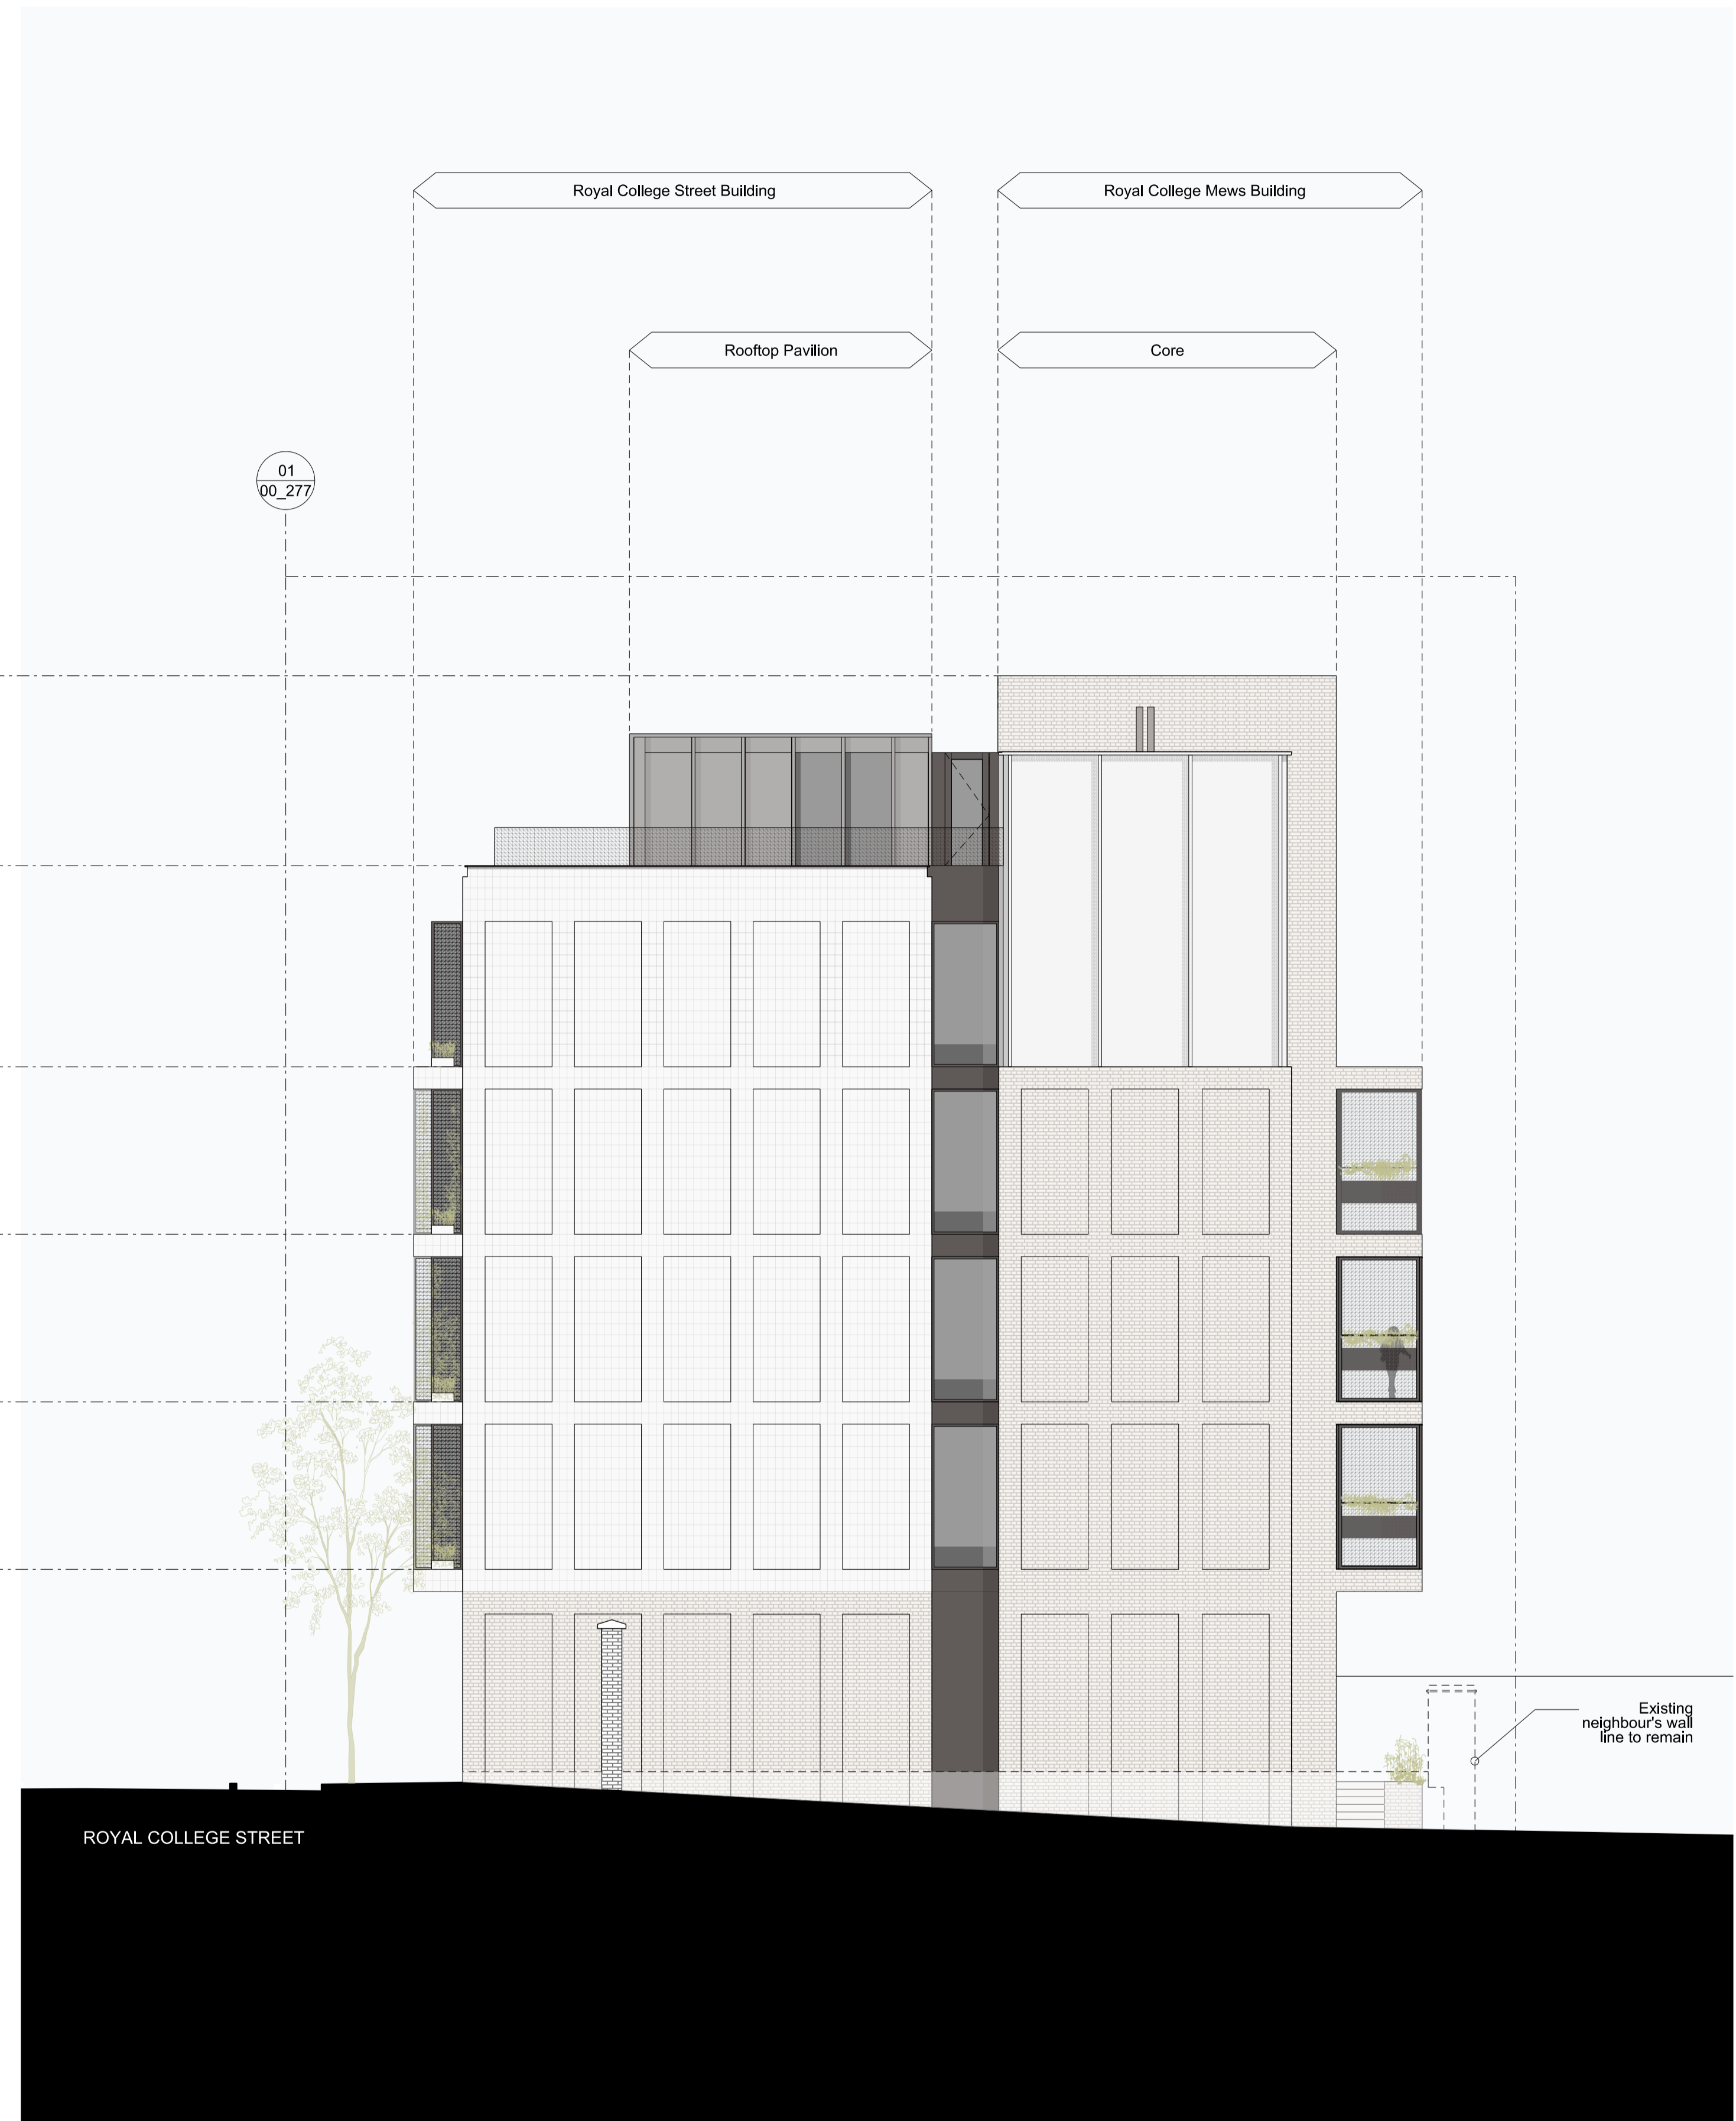 Royal College Street Building
Royal College Mews Building
Rooftop Pavilion
Core
01
00_277
Existing
neighbour's wall
line to remain
ROYAL COLLEGE STREET